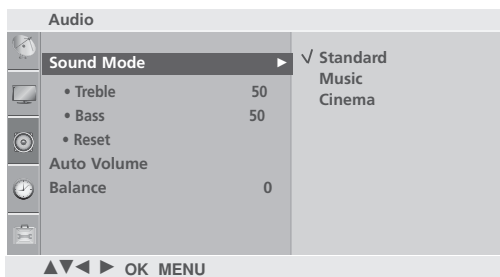 Audio
Sound Mode ►
• Treble 50
• Bass 50
• Reset
Auto Volume
Balance 0
√ Standard
Music
Cinema
▲▼◄ ► OK MENU